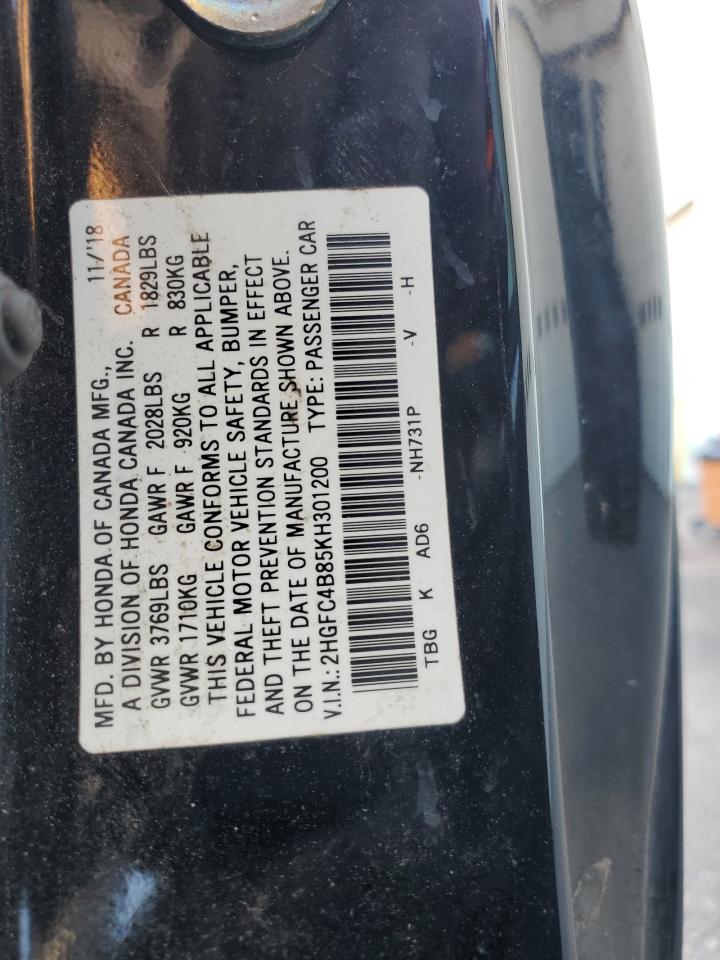 MFD. BY HONDA OF CANADA MFG., 11/'18
A DIVISION OF HONDA CANADA INC. CANADA
GVWR 3769LBS GAWR F 2028LBS R 1829LBS
GVWR 1710KG GAWR F 920KG R 830KG
THIS VEHICLE CONFORMS TO ALL APPLICABLE
FEDERAL MOTOR VEHICLE SAFETY, BUMPER,
AND THEFT PREVENTION STANDARDS IN EFFECT
ON THE DATE OF MANUFACTURE SHOWN ABOVE.
V.I.N.: 2HGFC4B85KH301200 TYPE: PASSENGER CAR
TBG K AD6 -NH731P -V -H